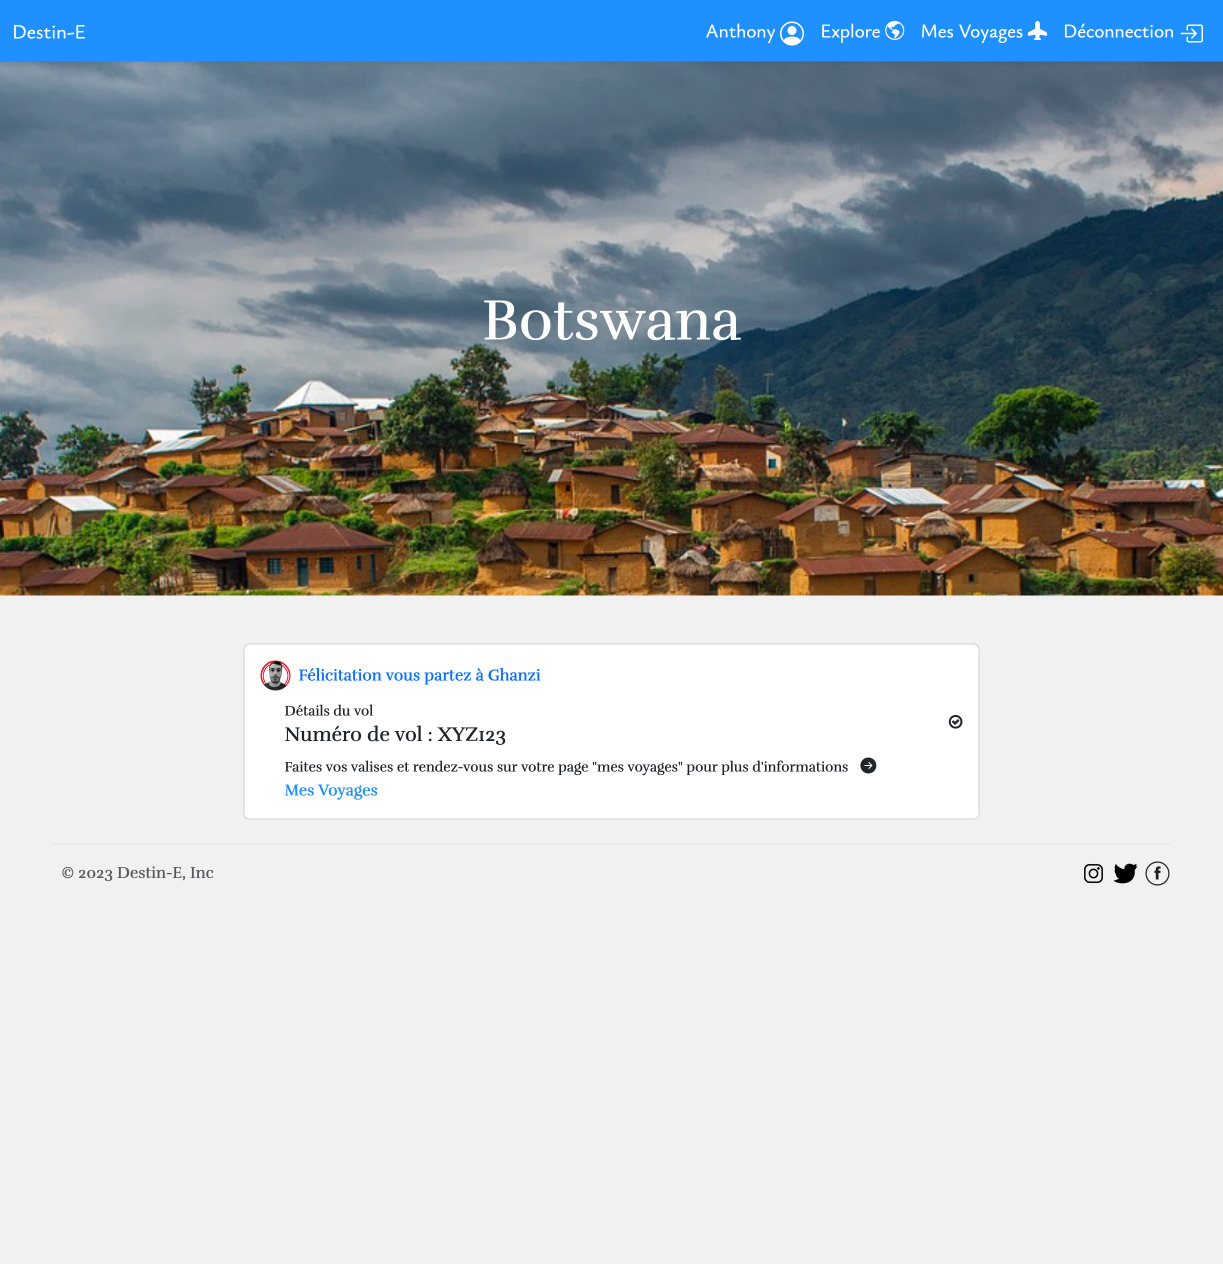 Destin-E
Anthony
Explore
Mes Voyages
Déconnection
Botswana
Félicitation vous partez à Ghanzi
Détails du vol
Numéro de vol : XYZ123
Faites vos valises et rendez-vous sur votre page "mes voyages" pour plus d'informations
Mes Voyages
© 2023 Destin-E, Inc